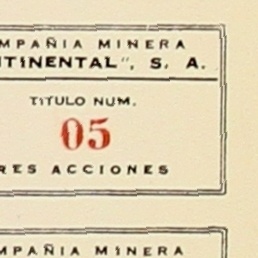 MPAÑIA MINERA
TINENTAL", S. A.
TITULO NUM.
05
RES ACCIONES
MPAÑIA MINERA